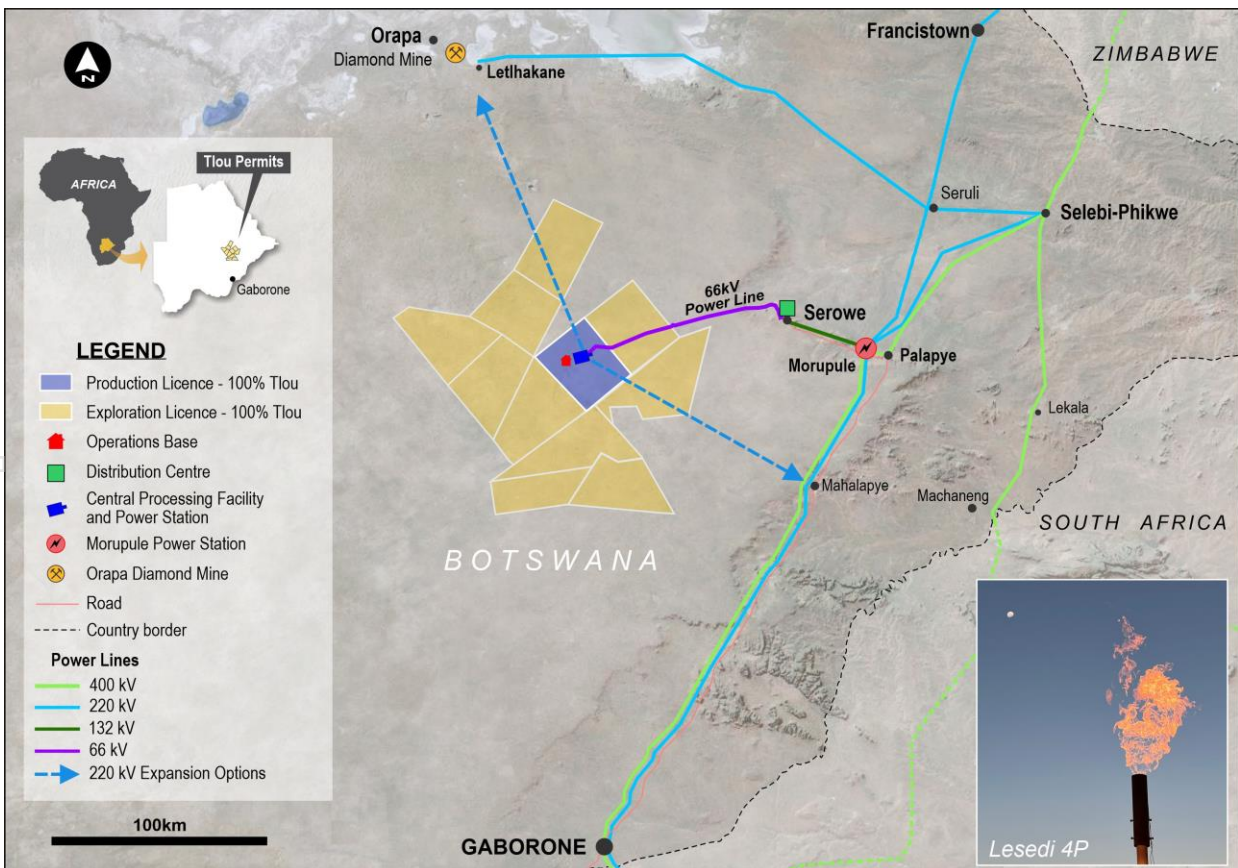 Orapa
Diamond Mine
Letlhakane
Francistown
ZIMBABWE
N
Tlou Permits
AFRICA
Gaborone
Seruli
Selebi-Phikwe
66kV
Power Line
Serowe
Morupule
Palapye
Lekala
Mahalapye
Machaneng
SOUTH AFRICA
BOTSWANA
GABORONE
LEGEND
Production Licence - 100% Tlou
Exploration Licence - 100% Tlou
Operations Base
Distribution Centre
Central Processing Facility
and Power Station
Morupule Power Station
Orapa Diamond Mine
Road
Country border
Power Lines
400 kV
220 kV
132 kV
66 kV
220 kV Expansion Options
100km
Lesedi 4P